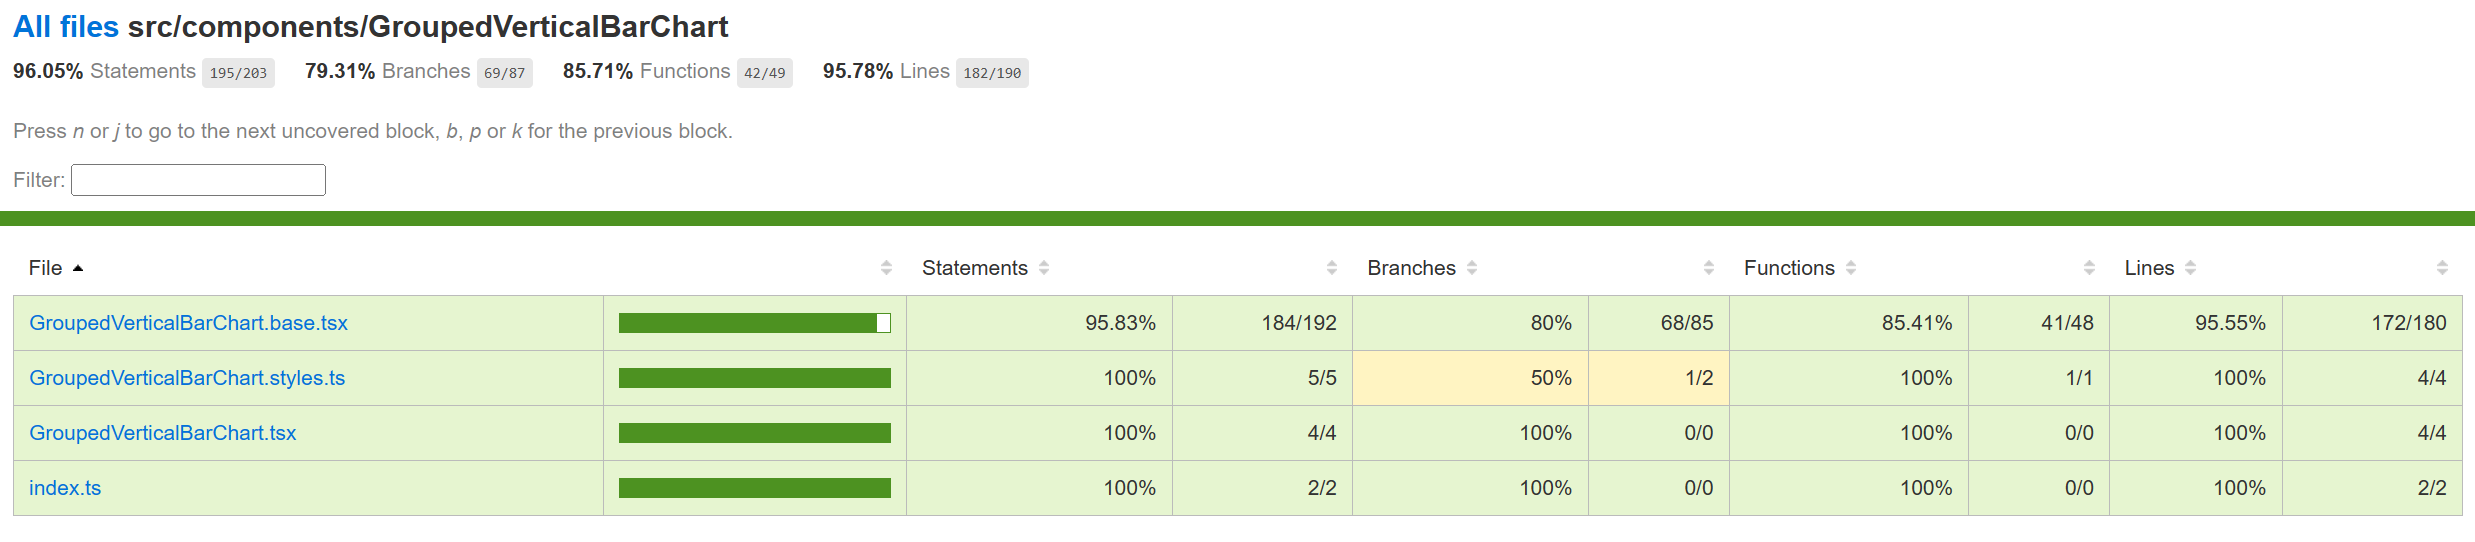 All files src/components/GroupedVerticalBarChart
96.05% Statements 195/203 79.31% Branches 69/87 85.71% Functions 42/49 95.78% Lines 182/190
Press n or j to go to the next uncovered block, b, p or k for the previous block.
Filter:
File Statements Branches Functions Lines
GroupedVerticalBarChart.base.tsx 95.83% 184/192 80% 68/85 85.41% 41/48 95.55% 172/180
GroupedVerticalBarChart.styles.ts 100% 5/5 50% 1/2 100% 1/1 100% 4/4
GroupedVerticalBarChart.tsx 100% 4/4 100% 0/0 100% 0/0 100% 4/4
index.ts 100% 2/2 100% 0/0 100% 0/0 100% 2/2